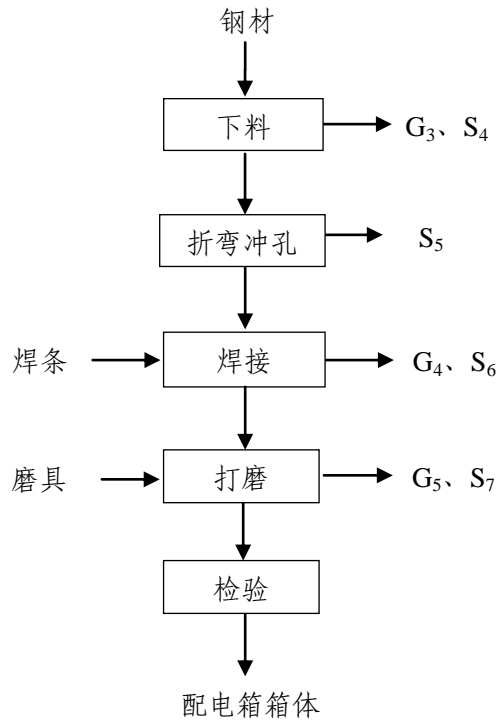 钢材
下料
G₃、S₄
折弯冲孔
S₅
焊条
焊接
G₄、S₆
磨具
打磨
G₅、S₇
检验
配电箱箱体